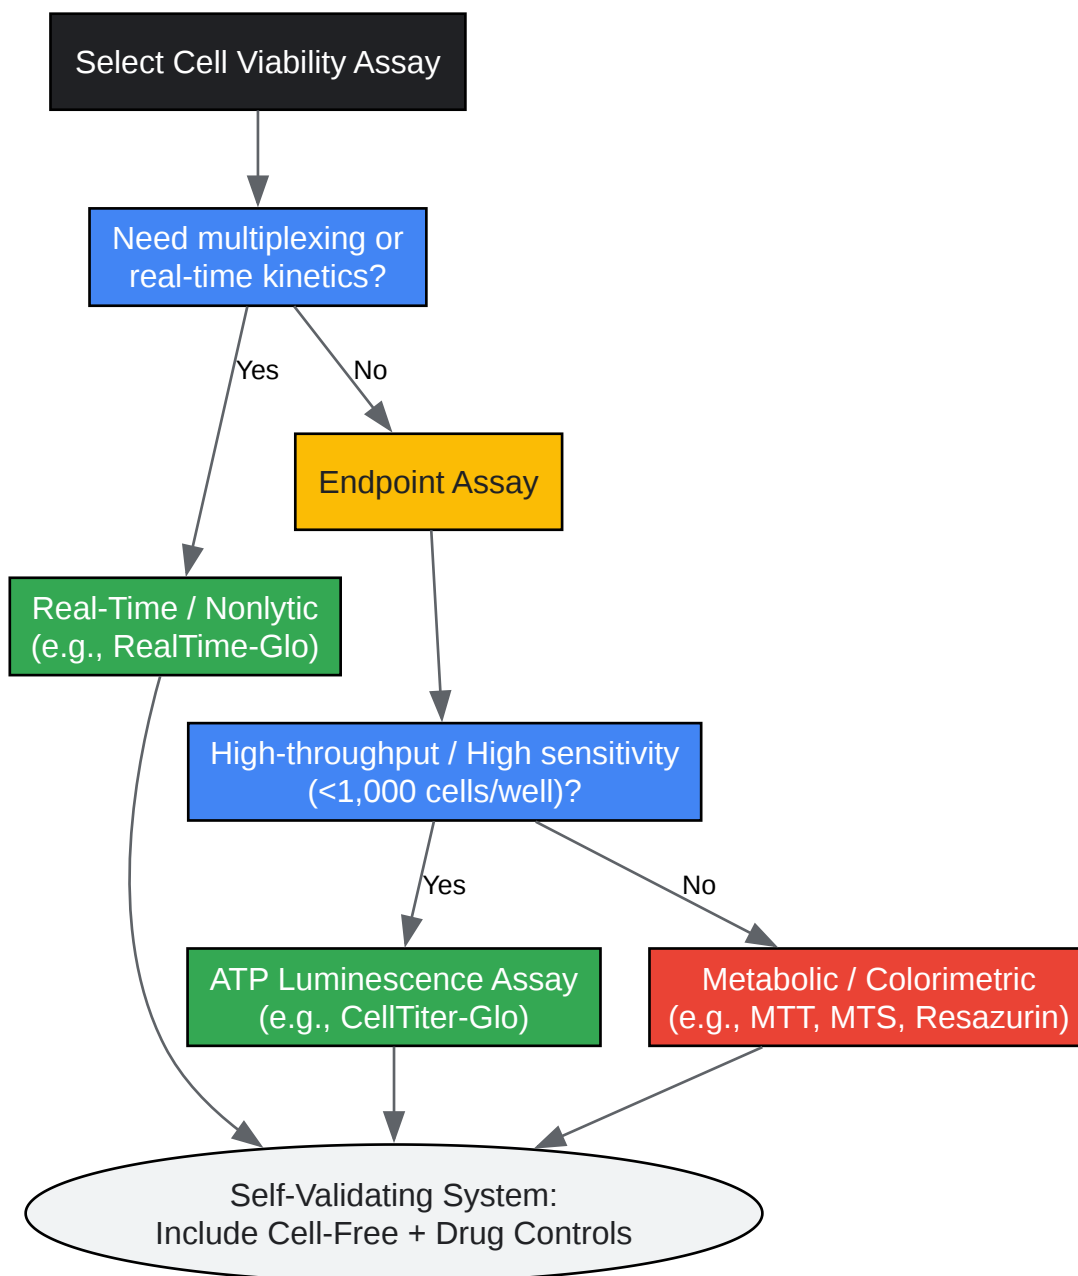 Select Cell Viability Assay
Need multiplexing or
real-time kinetics?
Yes
No
Endpoint Assay
Real-Time / Nonlytic
(e.g., RealTime-Glo)
High-throughput / High sensitivity
(<1,000 cells/well)?
Yes
No
ATP Luminescence Assay
(e.g., CellTiter-Glo)
Metabolic / Colorimetric
(e.g., MTT, MTS, Resazurin)
Self-Validating System:
Include Cell-Free + Drug Controls